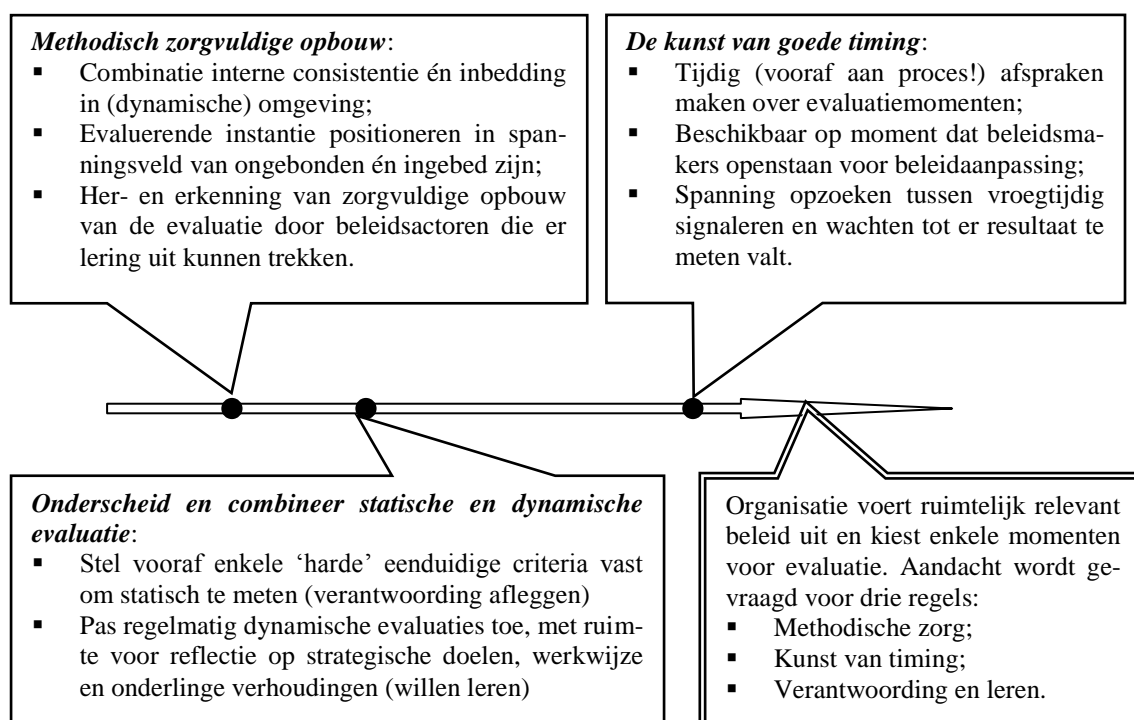 Methodisch zorgvuldige opbouw:
▪ Combinatie interne consistentie én inbedding
in (dynamische) omgeving;
▪ Evaluerende instantie positioneren in span-
ningsveld van ongebonden én ingebed zijn;
▪ Her- en erkenning van zorgvuldige opbouw
van de evaluatie door beleidsactoren die er
lering uit kunnen trekken.
De kunst van goede timing:
▪ Tijdig (vooraf aan proces!) afspraken
maken over evaluatiemomenten;
▪ Beschikbaar op moment dat beleidsma-
kers openstaan voor beleidaanpassing;
▪ Spanning opzoeken tussen vroegtijdig
signaleren en wachten tot er resultaat te
meten valt.
Onderscheid en combineer statische en dynamische
evaluatie:
▪ Stel vooraf enkele ‘harde’ eenduidige criteria vast
om statisch te meten (verantwoording afleggen)
▪ Pas regelmatig dynamische evaluaties toe, met ruim-
te voor reflectie op strategische doelen, werkwijze
en onderlinge verhoudingen (willen leren)
Organisatie voert ruimtelijk relevant
beleid uit en kiest enkele momenten
voor evaluatie. Aandacht wordt ge-
vraagd voor drie regels:
▪ Methodische zorg;
▪ Kunst van timing;
▪ Verantwoording en leren.